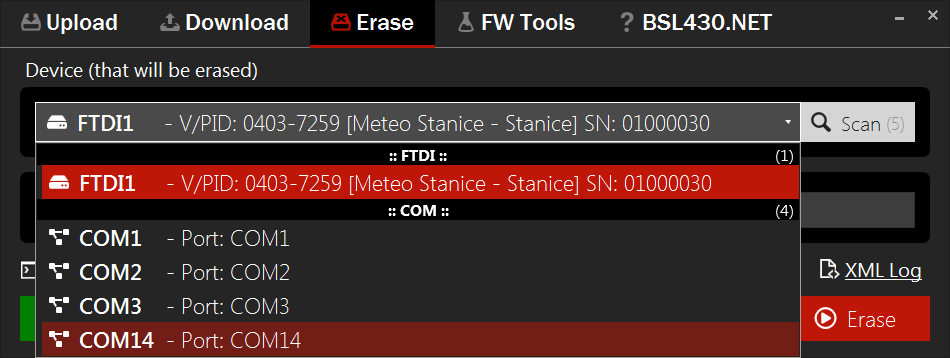 Upload Download Erase FW Tools ? BSL430.NET
Device (that will be erased)
FTDI1 - V/PID: 0403-7259 [Meteo Stanice - Stanice] SN: 01000030 Scan (5)
:: FTDI :: (1)
FTDI1 - V/PID: 0403-7259 [Meteo Stanice - Stanice] SN: 01000030
:: COM :: (4)
COM1 - Port: COM1
COM2 - Port: COM2
XML Log
COM3 - Port: COM3
Erase
COM14 - Port: COM14